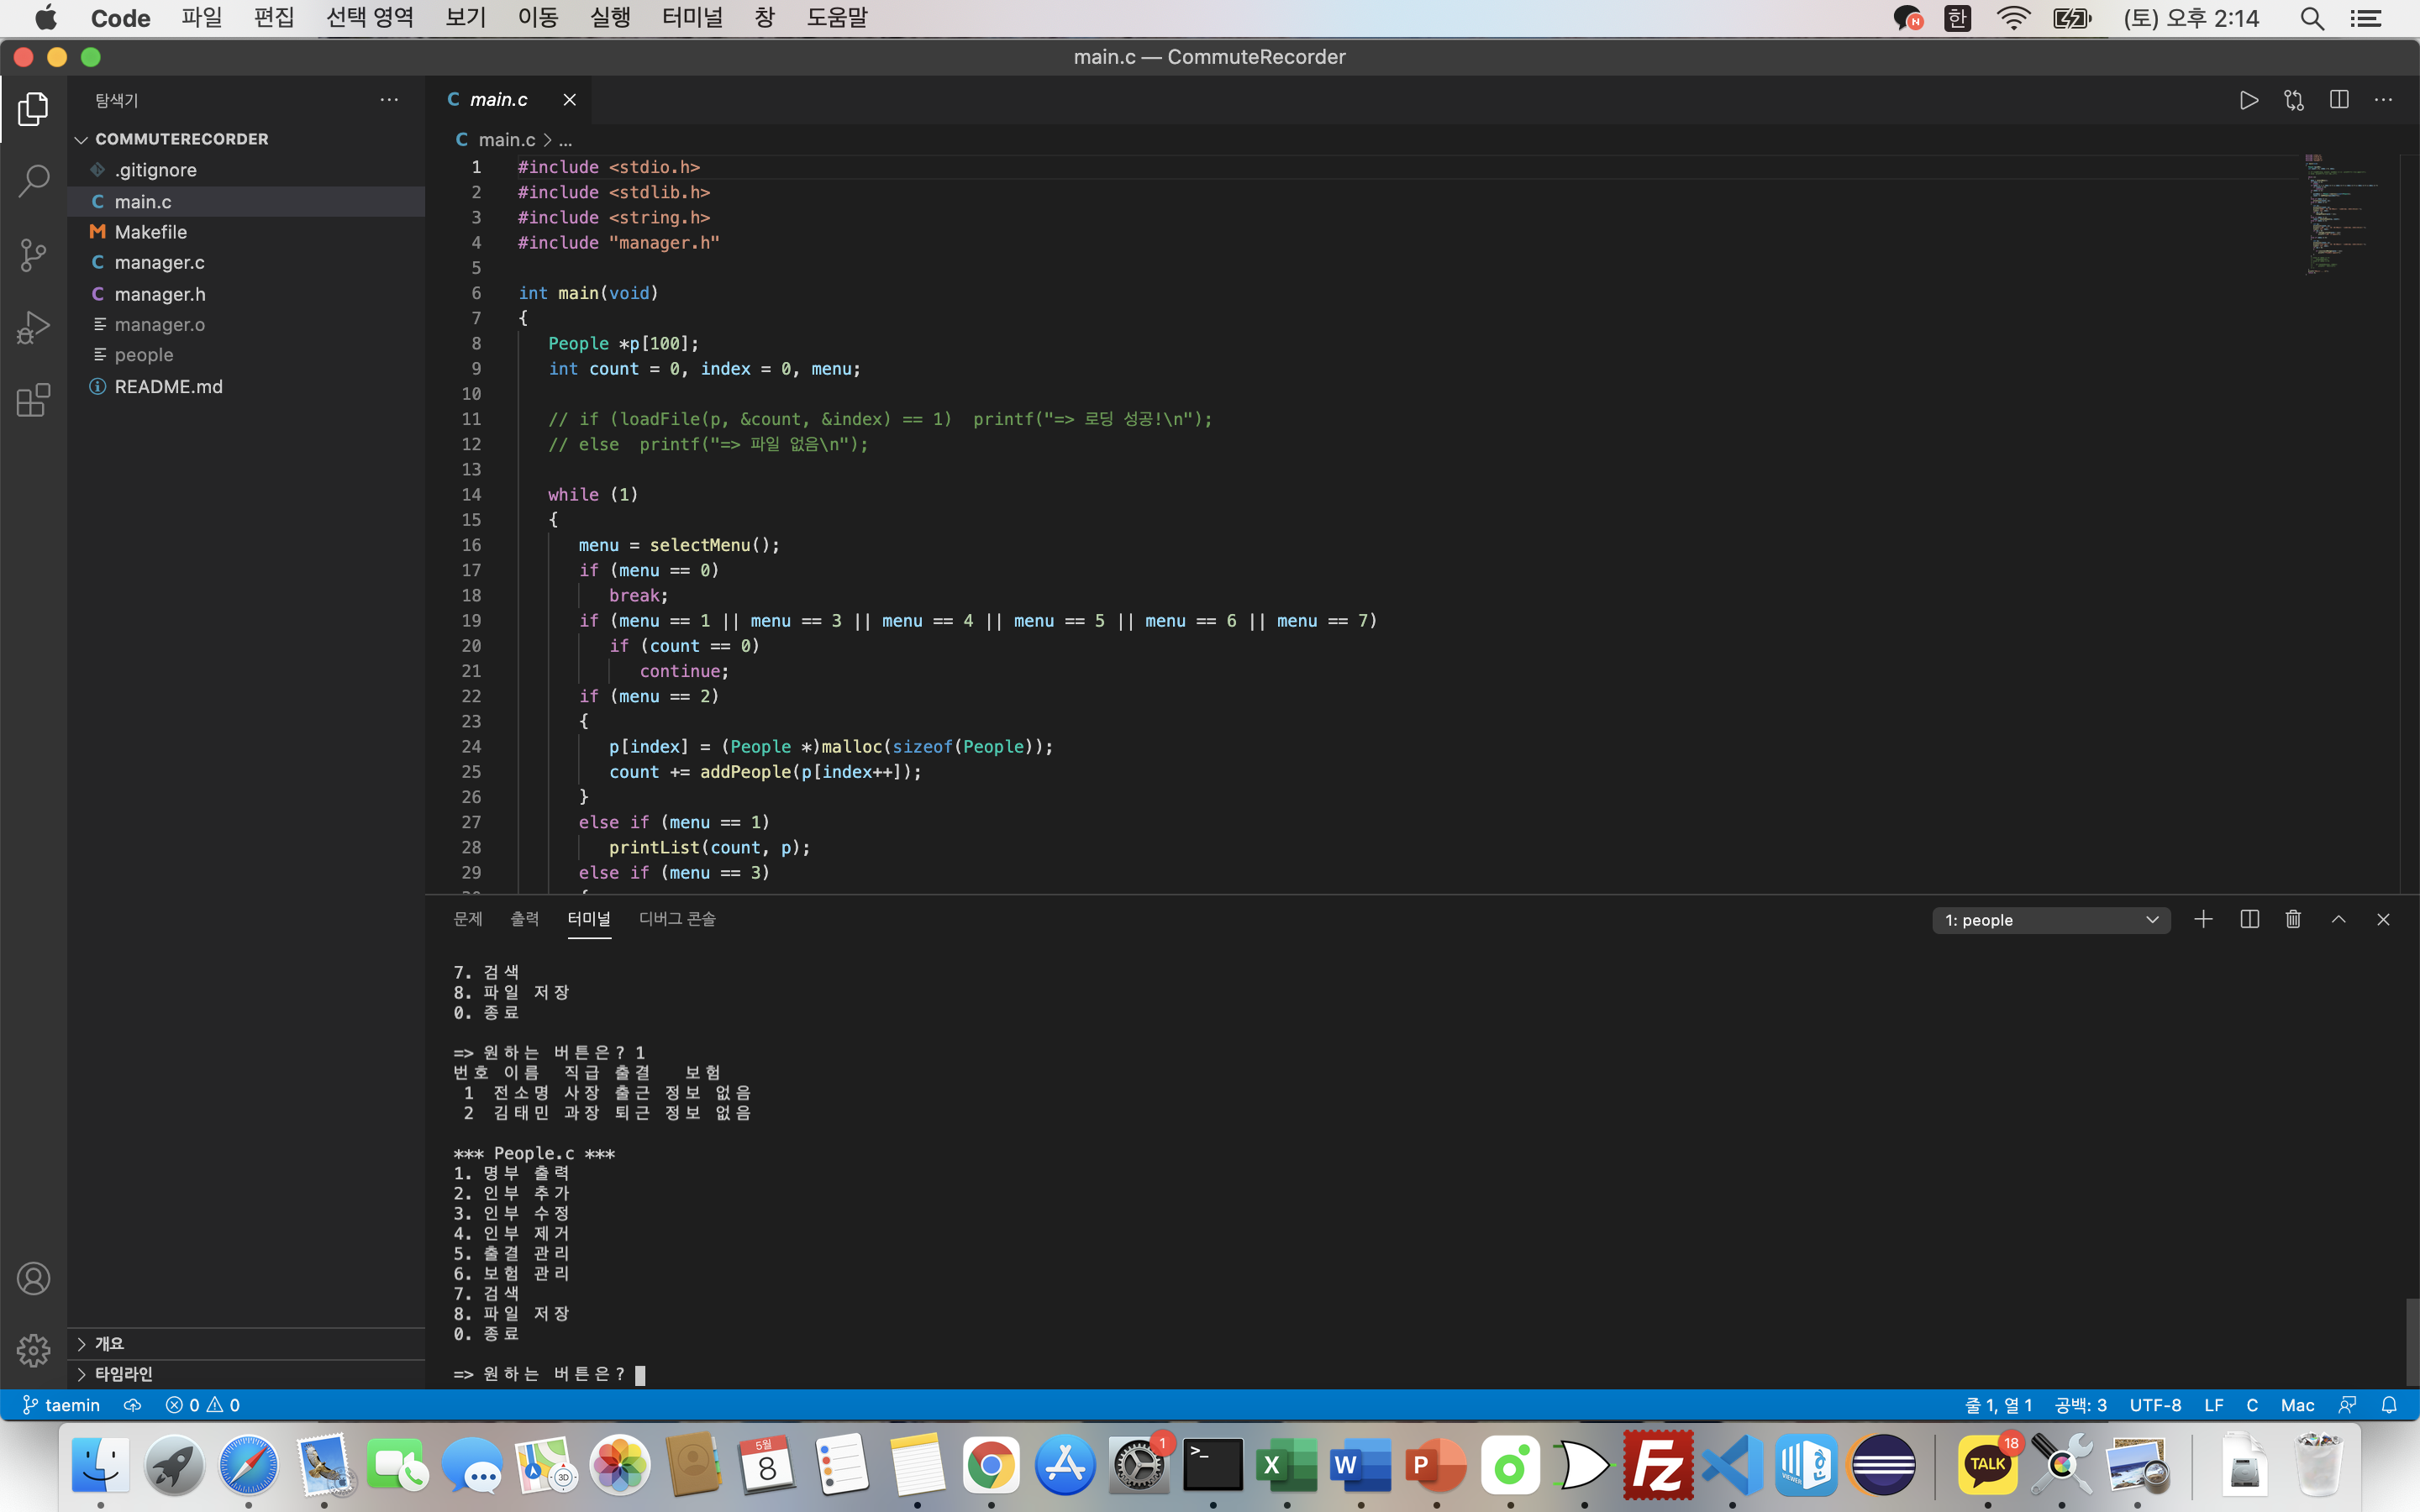 Code 파일 편집 선택 영역 보기 이동 실행 터미널 창 도움말 한 (토) 오후 2:14
main.c — CommuteRecorder
탐색기
COMMUTERECORDER
.gitignore
C main.c
M Makefile
C manager.c
C manager.h
manager.o
people
README.md
개요
타임라인
C main.c
C main.c > ...
1 #include <stdio.h>
2 #include <stdlib.h>
3 #include <string.h>
4 #include "manager.h"
5
6 int main(void)
7 {
8 People *p[100];
9 int count = 0, index = 0, menu;
10
11 // if (loadFile(p, &count, &index) == 1)  printf("=> 로딩 성공!\n");
12 // else  printf("=> 파일 없음\n");
13
14 while (1)
15 {
16 menu = selectMenu();
17 if (menu == 0)
18 break;
19 if (menu == 1 || menu == 3 || menu == 4 || menu == 5 || menu == 6 || menu == 7)
20 if (count == 0)
21 continue;
22 if (menu == 2)
23 {
24 p[index] = (People *)malloc(sizeof(People));
25 count += addPeople(p[index++]);
26 }
27 else if (menu == 1)
28 printList(count, p);
29 else if (menu == 3)
문제 출력 터미널 디버그 콘솔 1: people
7. 검색
8. 파일 저장
0. 종료
=> 원하는 버튼은? 1
번호 이름 직급 출결 보험
1 전소명 사장 출근 정보 없음
2 김태민 과장 퇴근 정보 없음
*** People.c ***
1. 명부 출력
2. 인부 추가
3. 인부 수정
4. 인부 제거
5. 출결 관리
6. 보험 관리
7. 검색
8. 파일 저장
0. 종료
=> 원하는 버튼은?
taemin 0 0 줄 1, 열 1 공백: 3 UTF-8 LF C Mac
5월
8
3D
1
>_
X
W
P
Fz
VIEWER
TALK
18